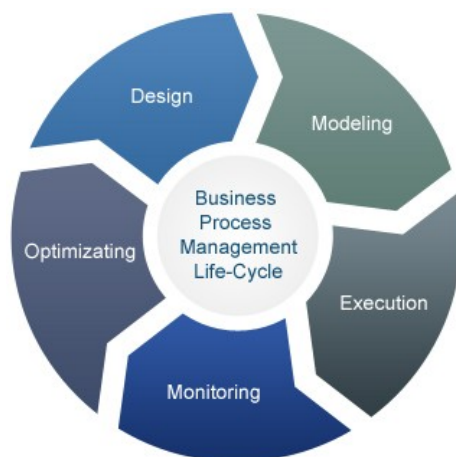 Design
Modeling
Business
Process
Management
Life-Cycle
Optimizating
Execution
Monitoring